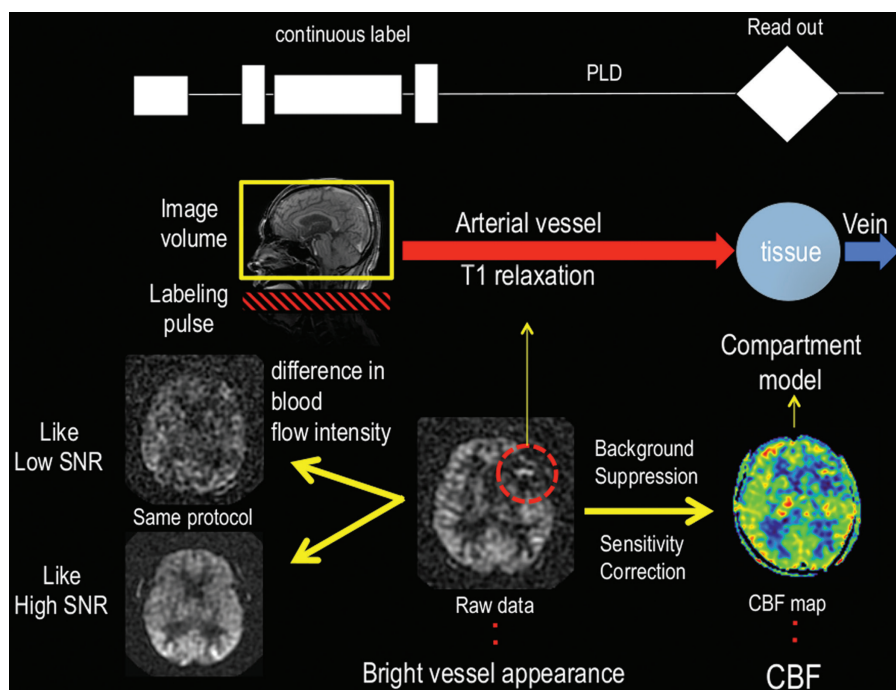 continuous label
Read out
PLD
Image
volume
Arterial vessel
T1 relaxation
tissue
Vein
Labeling
pulse
Compartment
model
difference in
blood
flow intensity
Like
Low SNR
Background
Suppression
Same protocol
Sensitivity
Correction
Like
High SNR
Raw data
CBF map
Bright vessel appearance
CBF